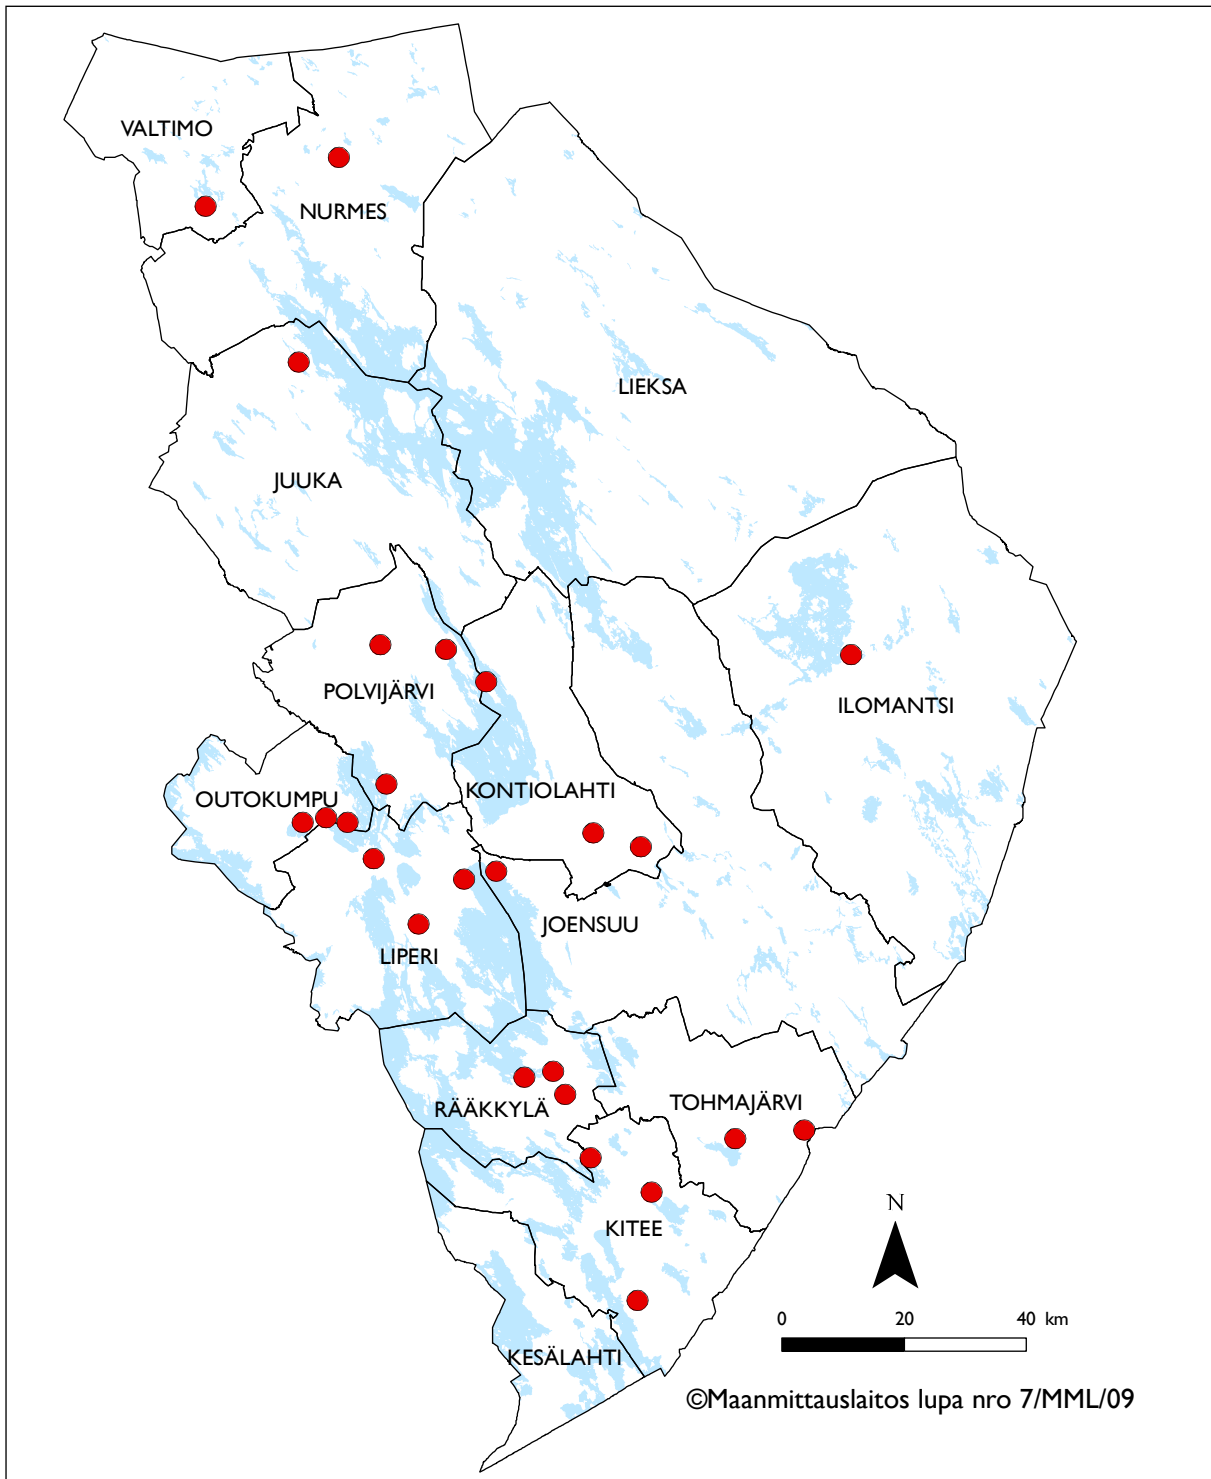 VALTIMO
NURMES
LIEKSA
JUUKA
POLVIJÄRVI
ILOMANTSI
OUTOKUMPU
KONTIOLAHTI
JOENSUU
LIPERI
RÄÄKKYLÄ
TOHMAJÄRVI
N
KITEE
0 20 40 km
KESÄLAHTI
©Maanmittauslaitos lupa nro 7/MML/09